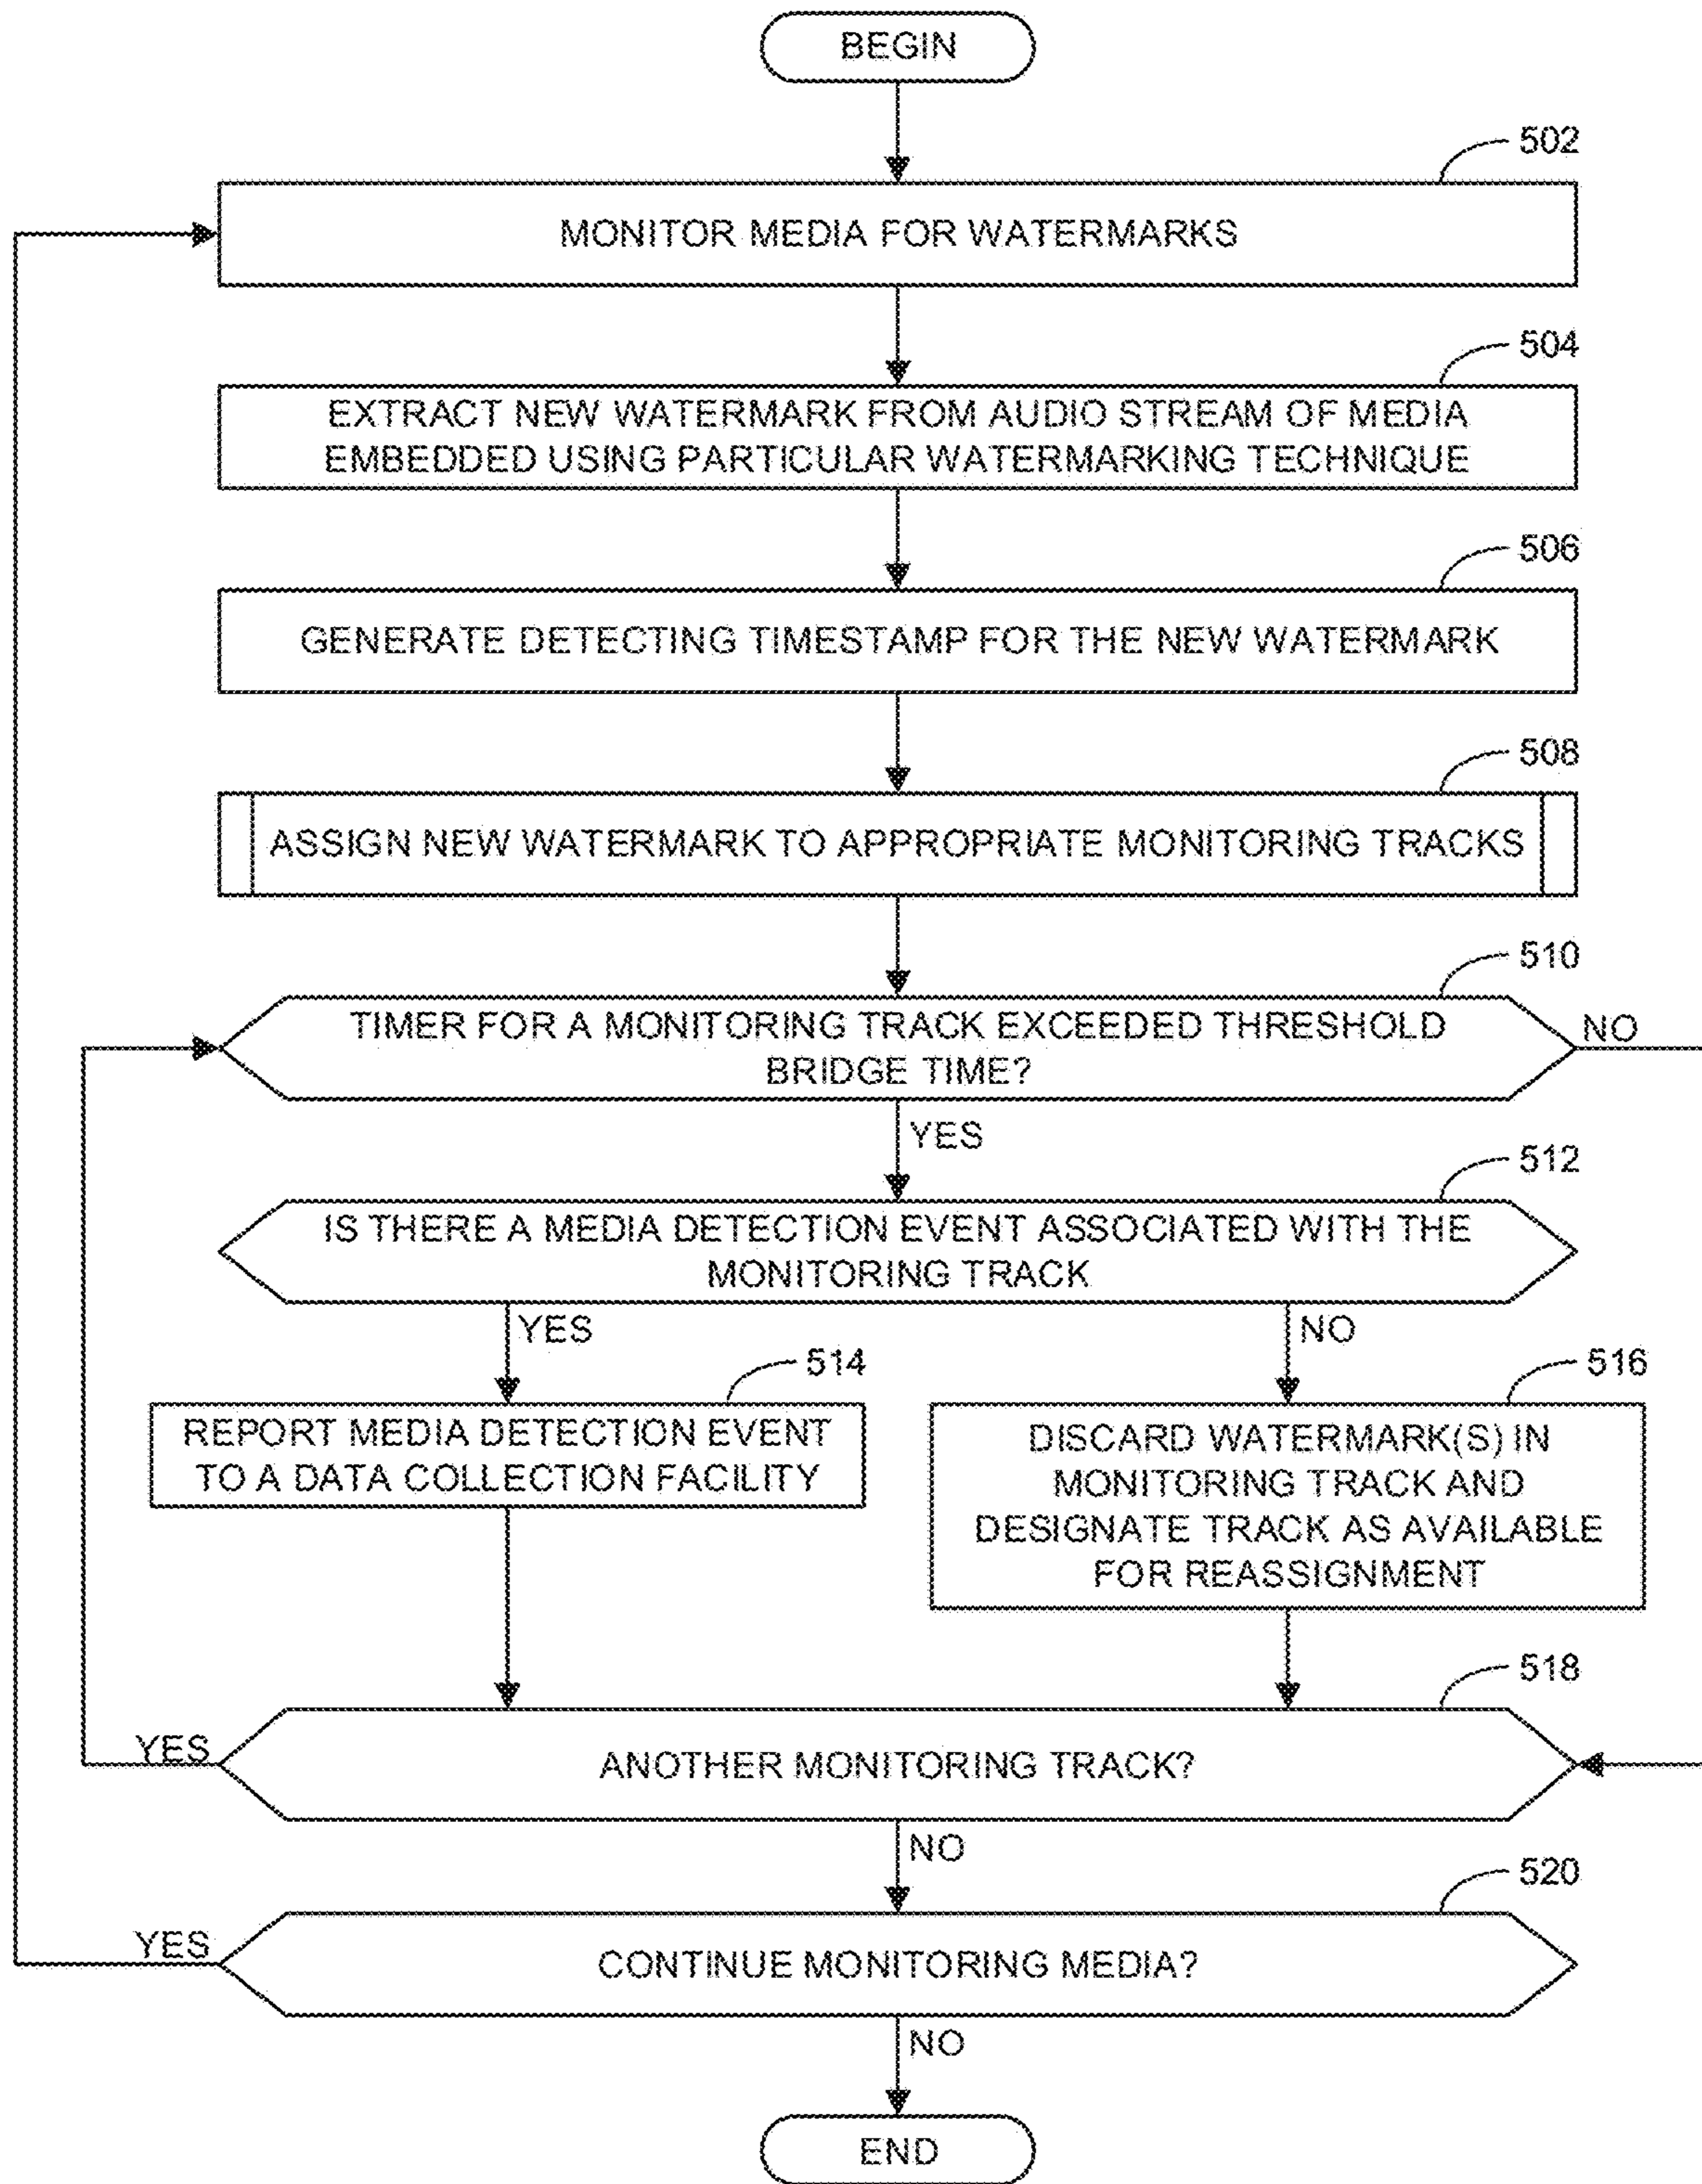 BEGIN
502
MONITOR MEDIA FOR WATERMARKS
504
EXTRACT NEW WATERMARK FROM AUDIO STREAM OF MEDIA
EMBEDDED USING PARTICULAR WATERMARKING TECHNIQUE
506
GENERATE DETECTING TIMESTAMP FOR THE NEW WATERMARK
508
ASSIGN NEW WATERMARK TO APPROPRIATE MONITORING TRACKS
510
TIMER FOR A MONITORING TRACK EXCEEDED THRESHOLD
BRIDGE TIME?
NO
YES
512
IS THERE A MEDIA DETECTION EVENT ASSOCIATED WITH THE
MONITORING TRACK
YES
NO
514
REPORT MEDIA DETECTION EVENT
TO A DATA COLLECTION FACILITY
516
DISCARD WATERMARK(S) IN
MONITORING TRACK AND
DESIGNATE TRACK AS AVAILABLE
FOR REASSIGNMENT
518
YES
ANOTHER MONITORING TRACK?
NO
520
YES
CONTINUE MONITORING MEDIA?
NO
END